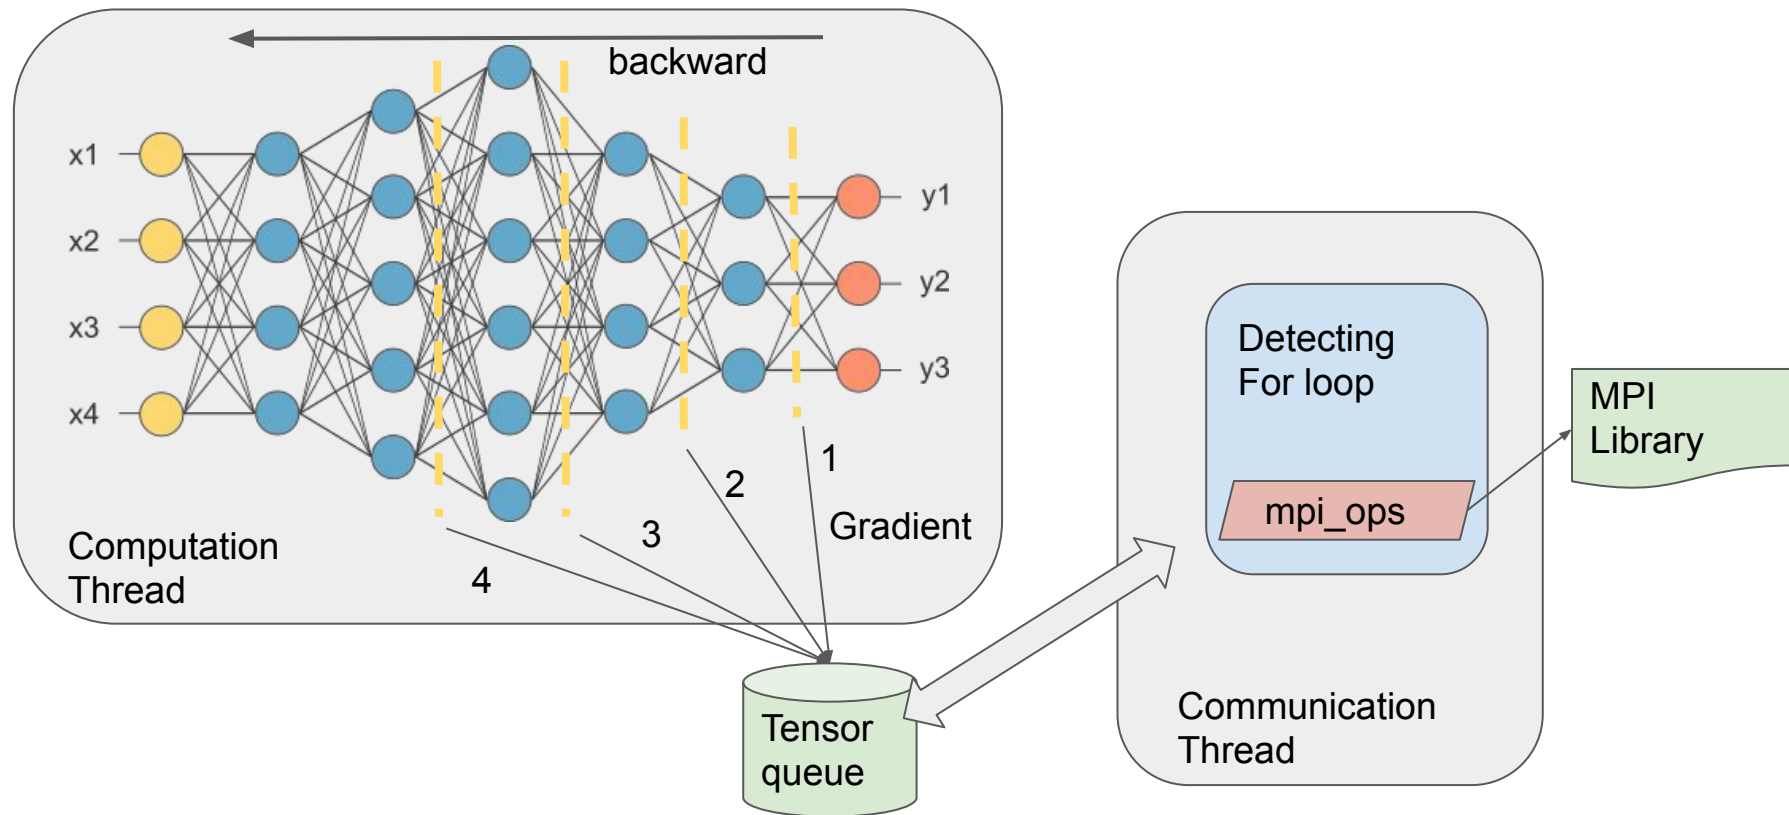 backward
x1
x2
x3
x4
y1
y2
y3
1
2
3
4
Gradient
Computation
Thread
Tensor
queue
Detecting
For loop
mpi_ops
Communication
Thread
MPI
Library